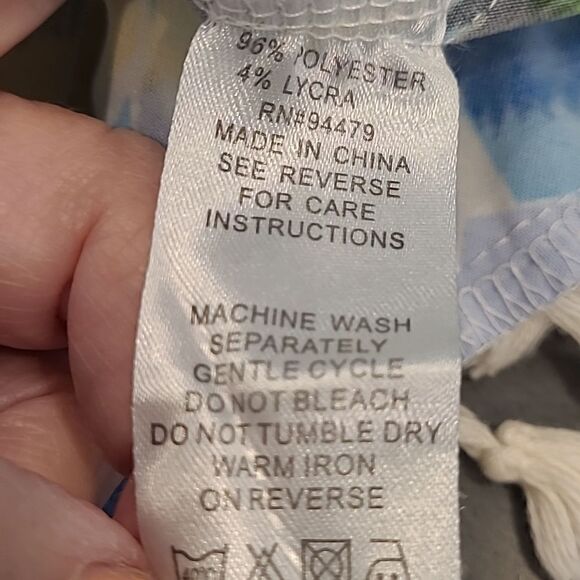 96% POLYESTER
4% LYCRA
RN#94479
MADE IN CHINA
SEE REVERSE
FOR CARE
INSTRUCTIONS
MACHINE WASH
SEPARATELY
GENTLE CYCLE
DO NOT BLEACH
DO NOT TUMBLE DRY
WARM IRON
ON REVERSE